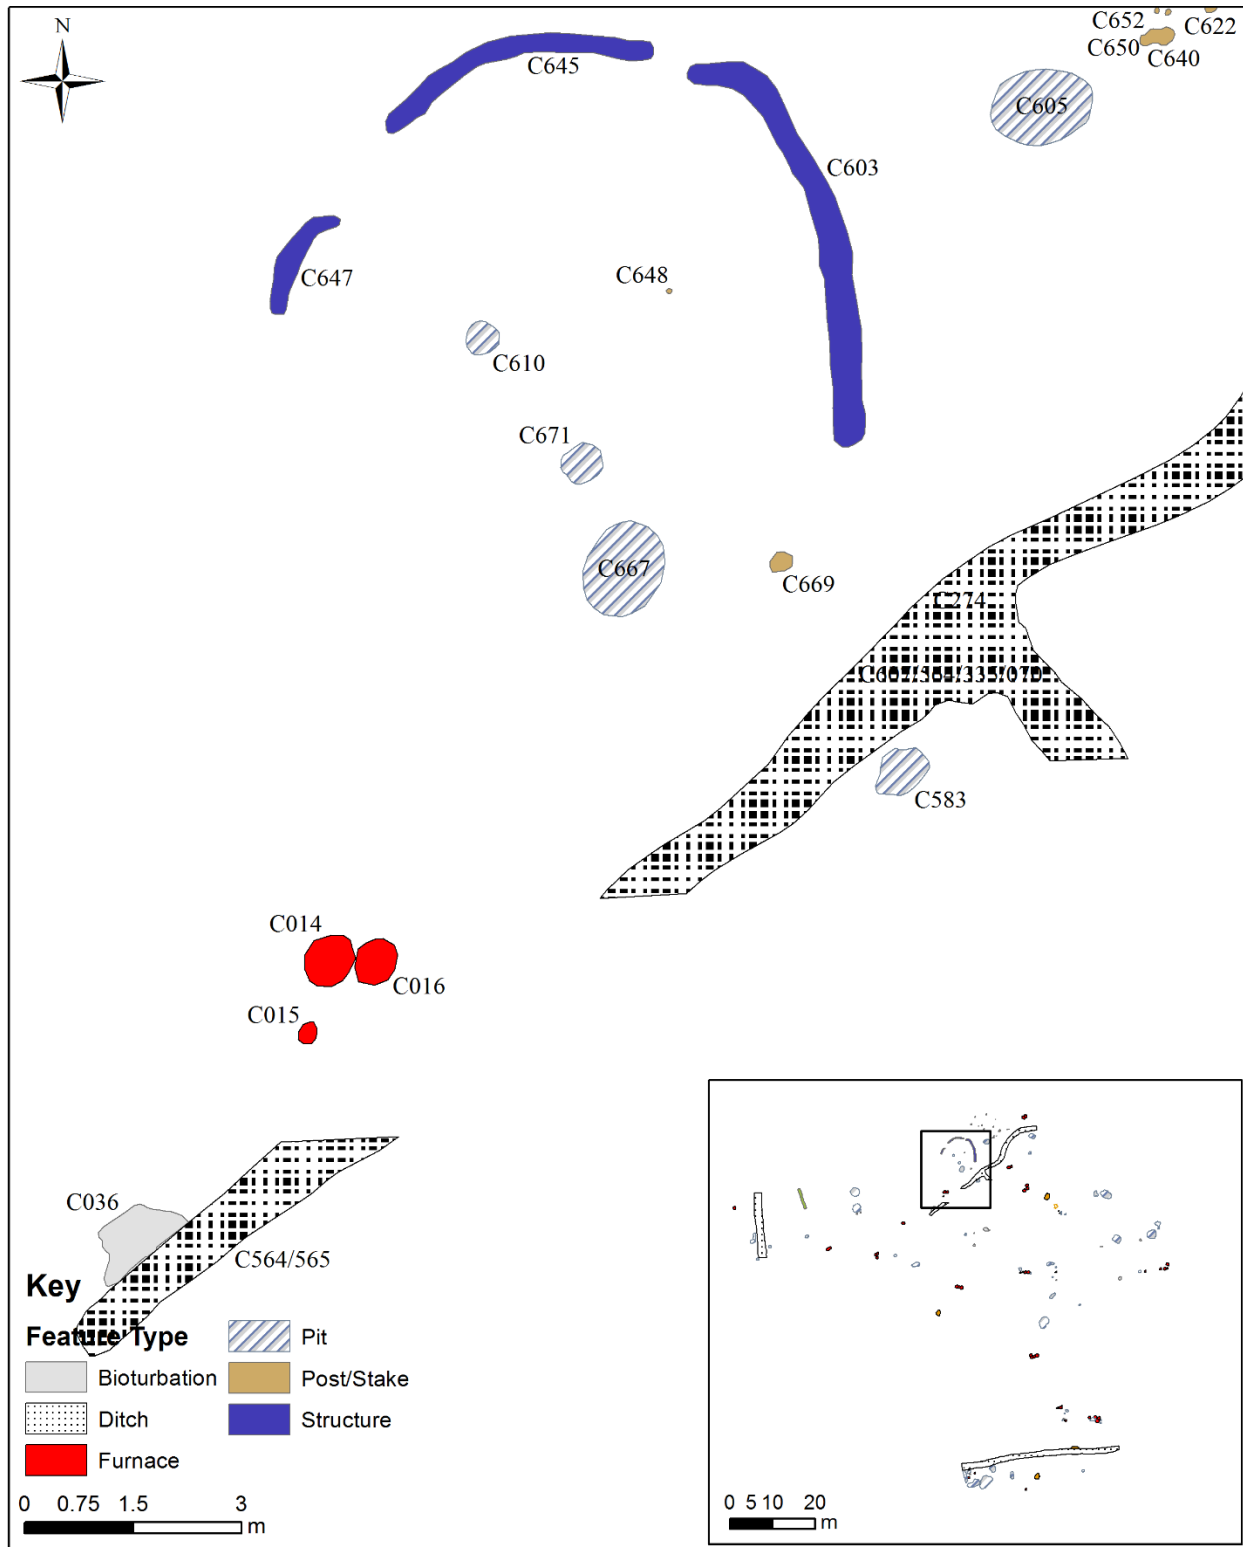 N
C652
C622
C650
C640
C645
C605
C603
C647
C648
C610
C671
C667
C669
C274
C583
C014
C016
C015
C036
C564/565
Key
Feature Type
Pit
Bioturbation
Post/Stake
Ditch
Structure
Furnace
0 0.75 1.5 3
m
0 5 10 20
m